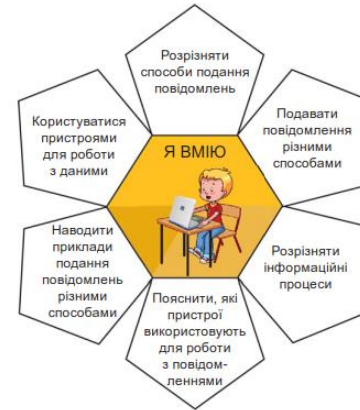 Розрізняти
способи подання
повідомлень
Подавати
повідомлення
різними
способами
Розрізняти
інформаційні
процеси
Пояснити, які
пристрої
використовують
для роботи
з повідом-
леннями
Наводити
приклади
подання
повідомлень
різними
способами
Користуватися
пристроями
для роботи
з даними
Я ВМІЮ